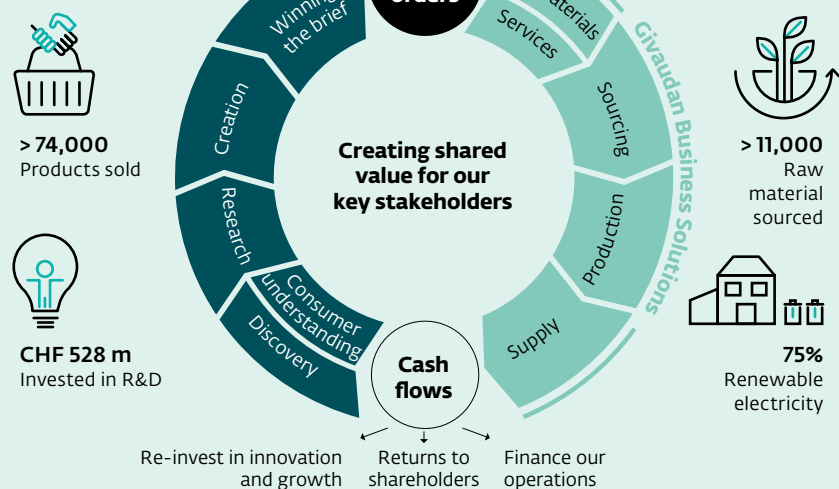 Winning
the brief
orders
Services
Creation
Sourcing
Givaudan Business Solutions
> 74,000
Products sold
Creating shared
value for our
key stakeholders
> 11,000
Raw
material
sourced
Research
Production
Consumer
understanding
Discovery
Supply
CHF 528 m
Invested in R&D
Cash
flows
75%
Renewable
electricity
Re-invest in innovation
and growth
Returns to
shareholders
Finance our
operations